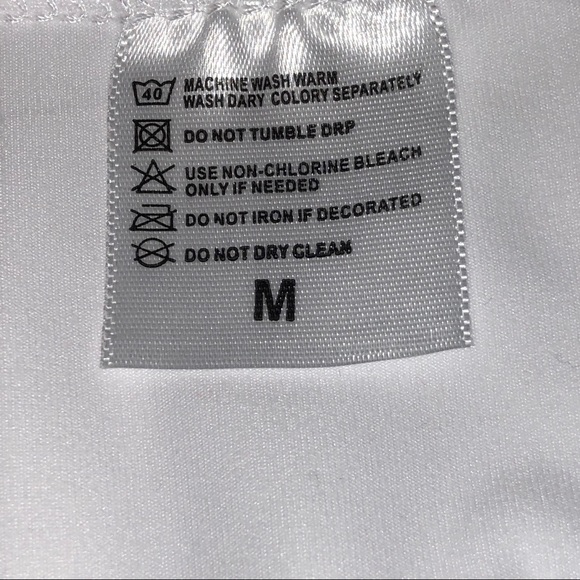 40 MACHINE WASH WARM
WASH DARY COLORY SEPARATELY
DO NOT TUMBLE DRP
USE NON-CHLORINE BLEACH
ONLY IF NEEDED
DO NOT IRON IF DECORATED
DO NOT DRY CLEAM
M